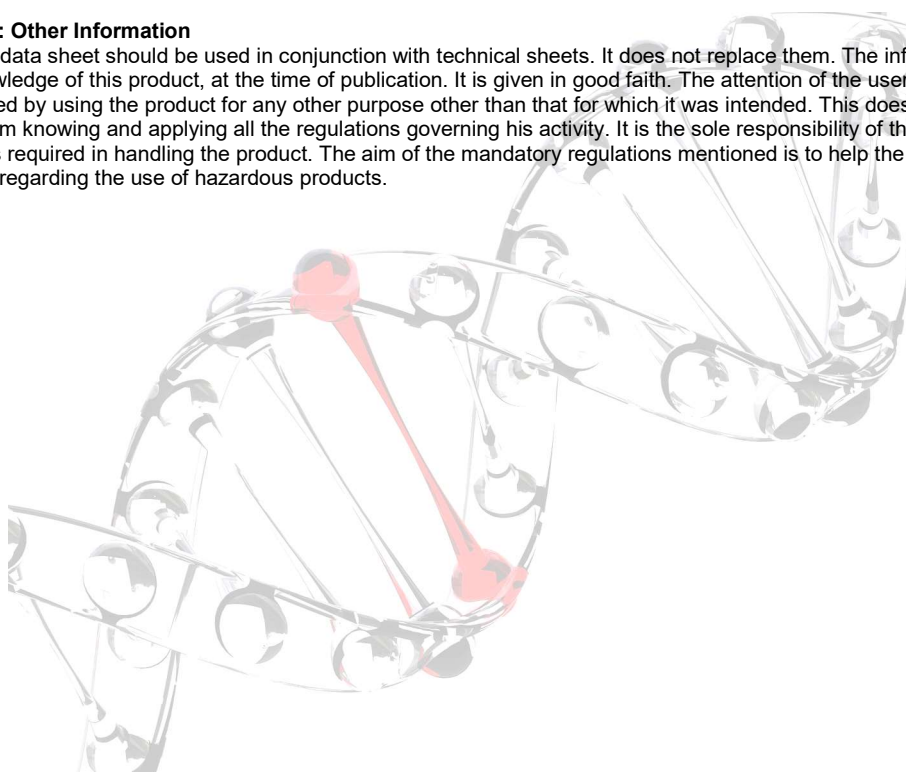 : Other Information
data sheet should be used in conjunction with technical sheets. It does not replace them. The inf
wledge of this product, at the time of publication. It is given in good faith. The attention of the user
ed by using the product for any other purpose other than that for which it was intended. This does
m knowing and applying all the regulations governing his activity. It is the sole responsibility of th
s required in handling the product. The aim of the mandatory regulations mentioned is to help the
regarding the use of hazardous products.